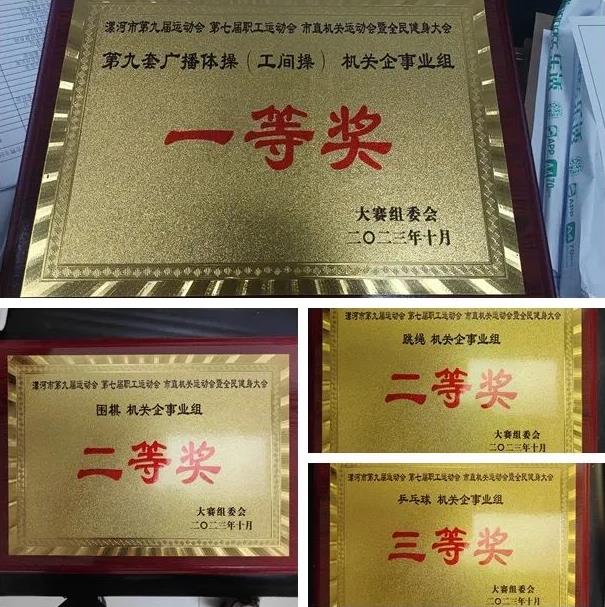 漯河市第九届运动会 第七届职工运动会 市直机关运动会暨全民健身大会
第九套广播体操(工间操) 机关企事业组
一等奖
大赛组委会
二〇二三年十月
漯河市第九届运动会 第七届职工运动会 市直机关运动会暨全民健身大会
围棋 机关企事业组
二等奖
大赛组委会
二〇二三年十月
漯河市第九届运动会 第七届职工运动会 市直机关运动会暨全民健身大会
跳绳 机关企事业组
二等奖
大赛组委会
二〇二三年十月
漯河市第九届运动会 第七届职工运动会 市直机关运动会暨全民健身大会
乒乓球 机关企事业组
三等奖
大赛组委会
二〇二三年十月
APP